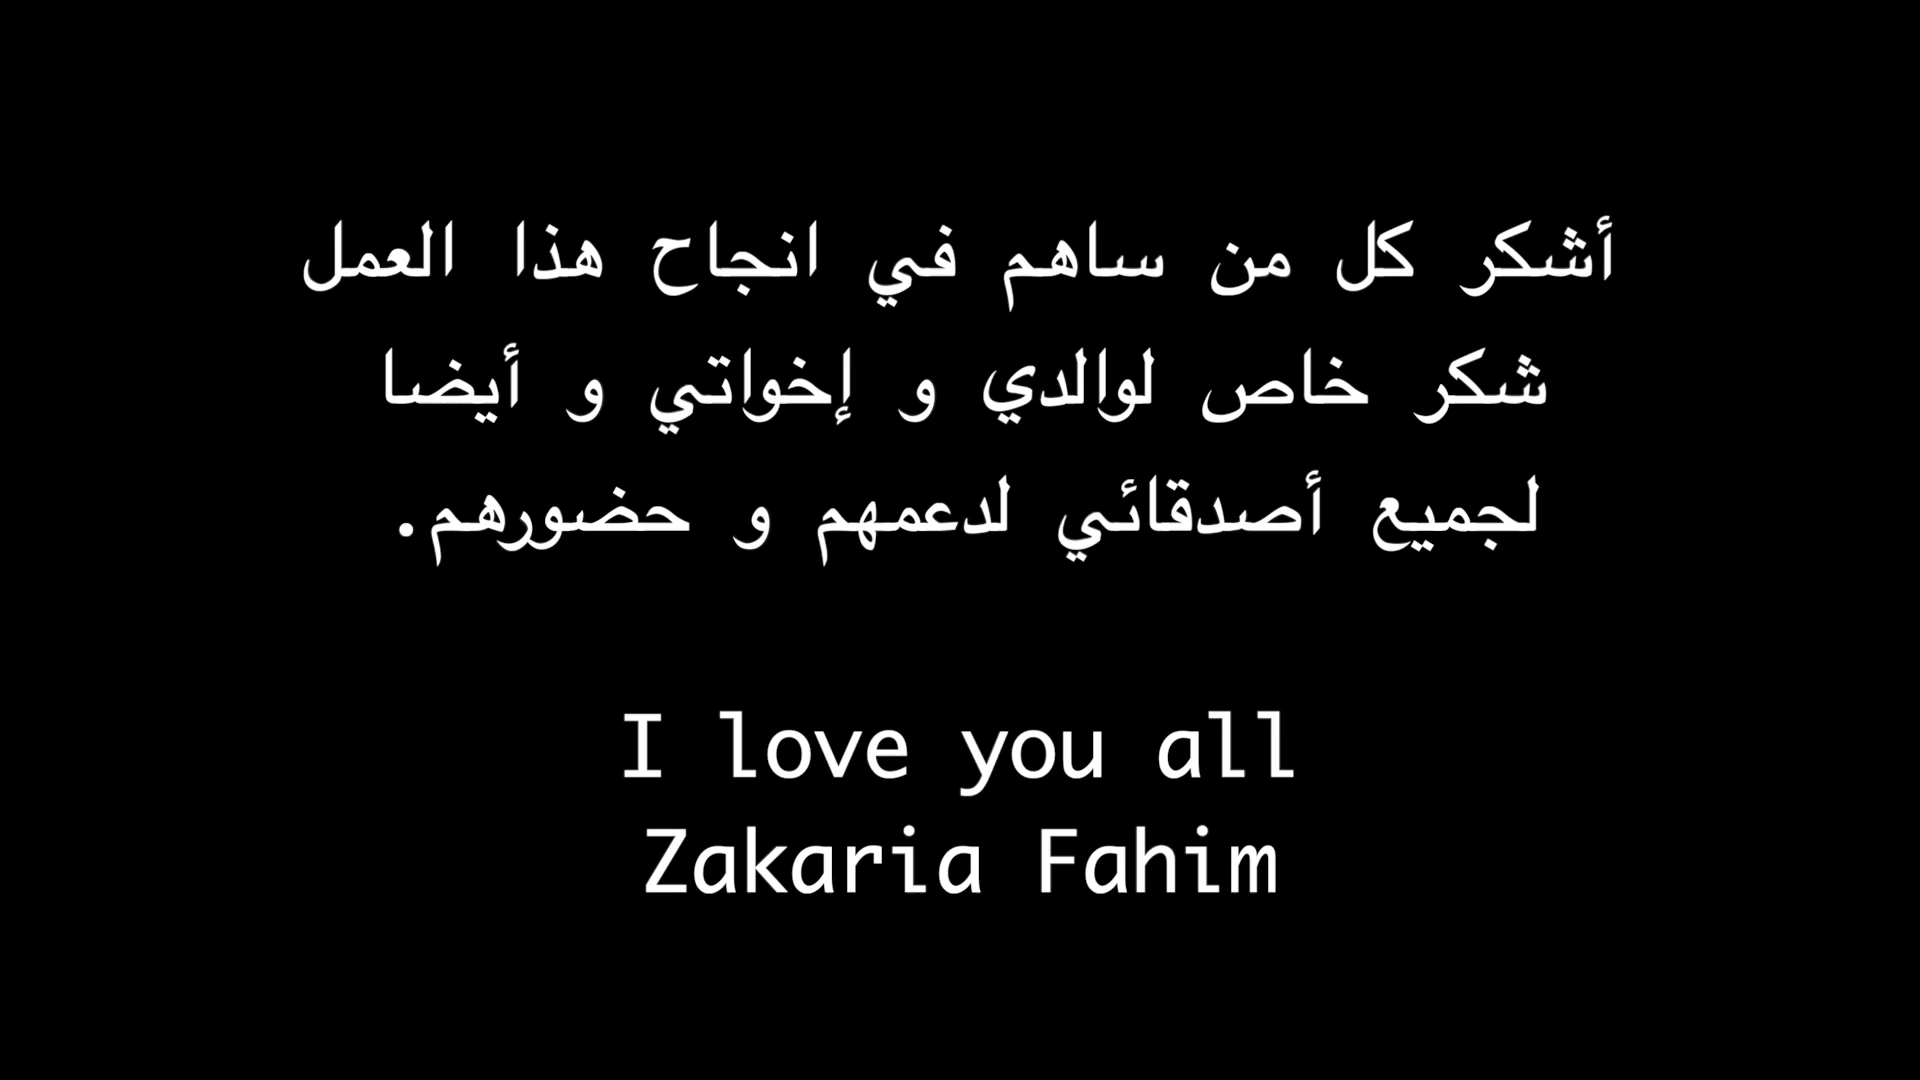 أشكر كل من ساهم في انجاح هذا العمل
شكر خاص لوالدي و إخواتي و أيضا
لجميع أصدقائي لدعمهم و حضورهم.
I love you all
Zakaria Fahim